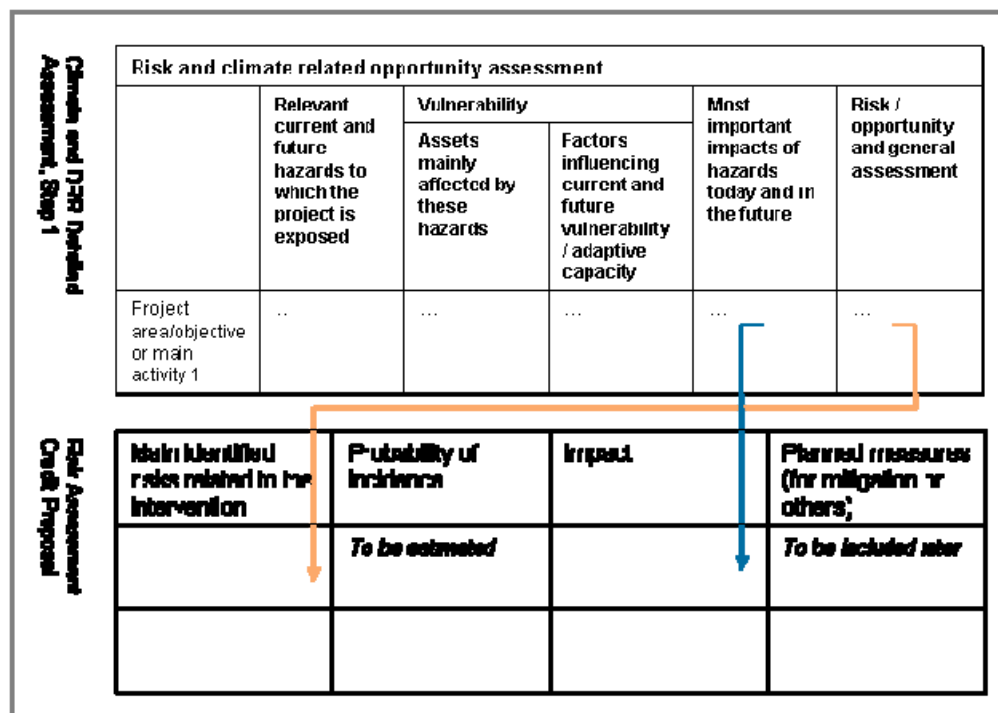 Climate and DRR Detailed
Assessment, Step 1
Risk and climate related opportunity assessment
Relevant
current and
future
hazards to
which the
project is
exposed
Vulnerability
Assets
mainly
affected by
these
hazards
Factors
influencing
current and
future
vulnerability
/ adaptive
capacity
Most
important
impacts of
hazards
today and in
the future
Risk /
opportunity
and general
assessment
Project
area/objective
or main
activity 1
..
...
...
...
...
Risk Assessment
Credit Proposal
Main identified
risks related to the
intervention
Probability of
incidence
Impact
Planned measures
(for mitigation or
others)
To be estimated
To be included later